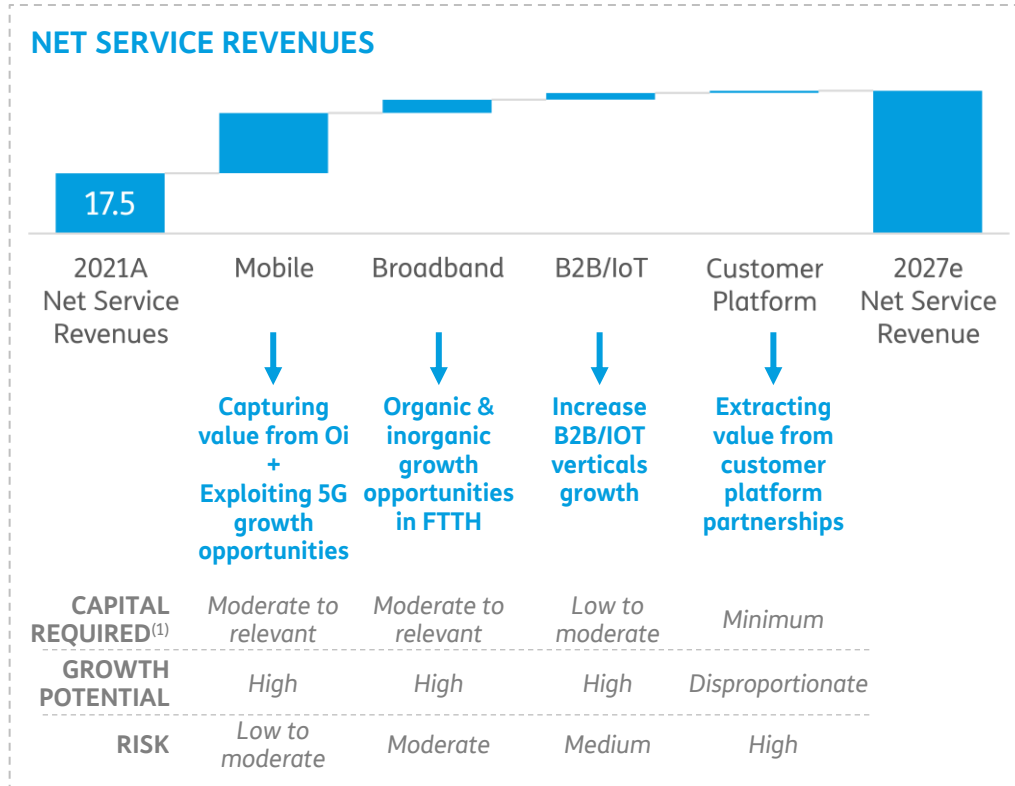 NET SERVICE REVENUES
17.5
2021A
Net Service
Revenues
Mobile
Broadband
B2B/IoT
Customer
Platform
2027e
Net Service
Revenue
Capturing
value from Oi
+
Exploiting 5G
growth
opportunities
Organic &
inorganic
growth
opportunities
in FTTH
Increase
B2B/IOT
verticals
growth
Extracting
value from
customer
platform
partnerships
CAPITAL
REQUIRED(1)
Moderate to
relevant
Moderate to
relevant
Low to
moderate
Minimum
GROWTH
POTENTIAL
High
High
High
Disproportionate
RISK
Low to
moderate
Moderate
Medium
High